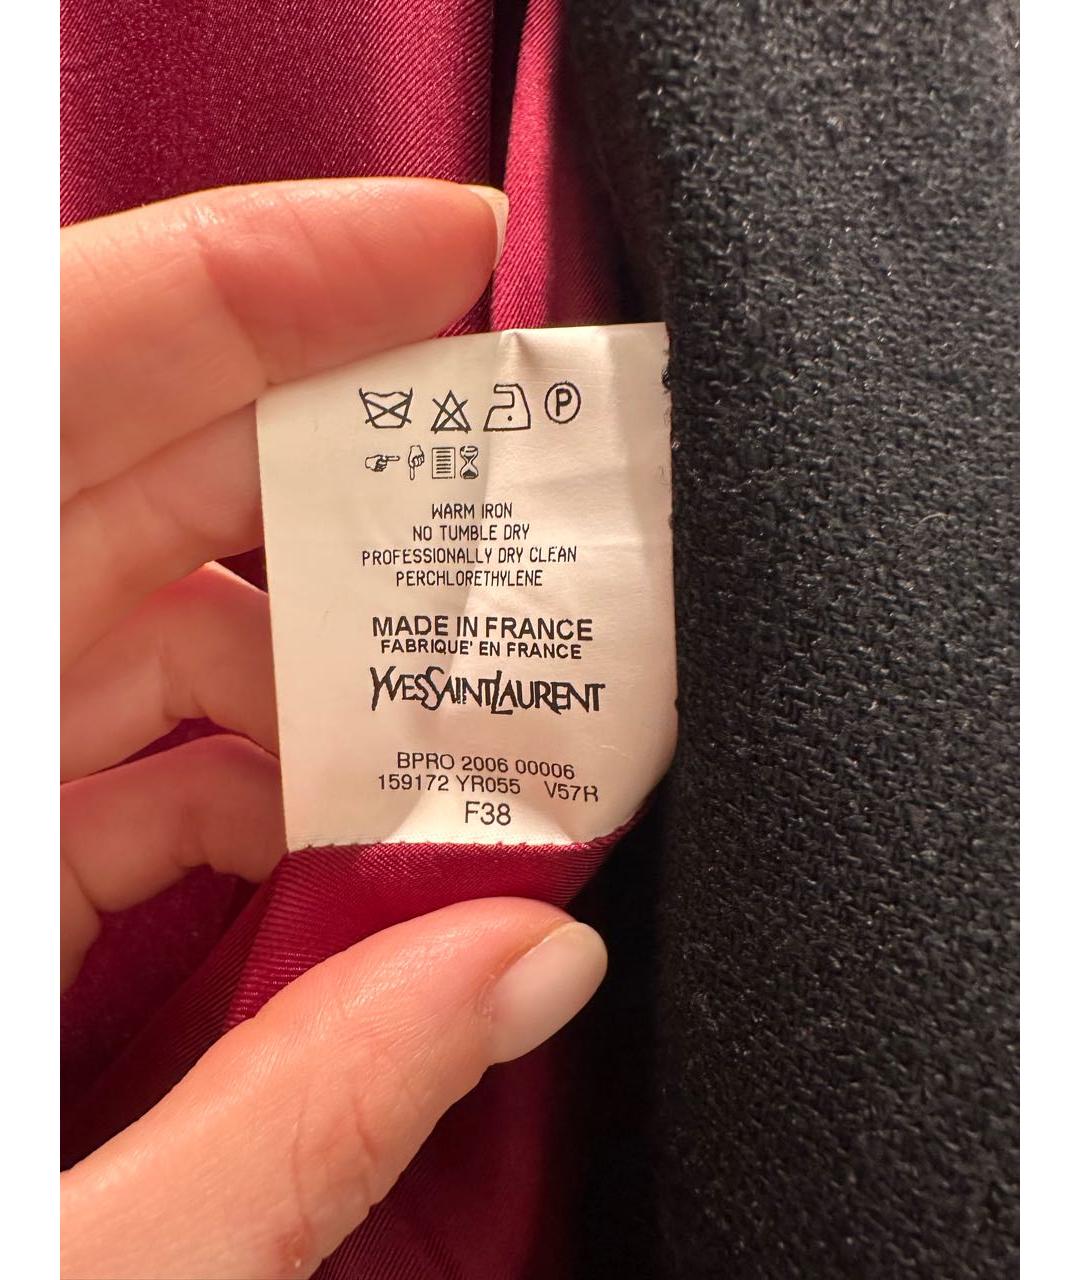 P
WARM IRON
NO TUMBLE DRY
PROFESSIONALLY DRY CLEAN
PERCHLORETHYLENE
MADE IN FRANCE
FABRIQUE' EN FRANCE
YVESSAINTLAURENT
BPRO 2006 00006
159172 YR055 V57R
F38